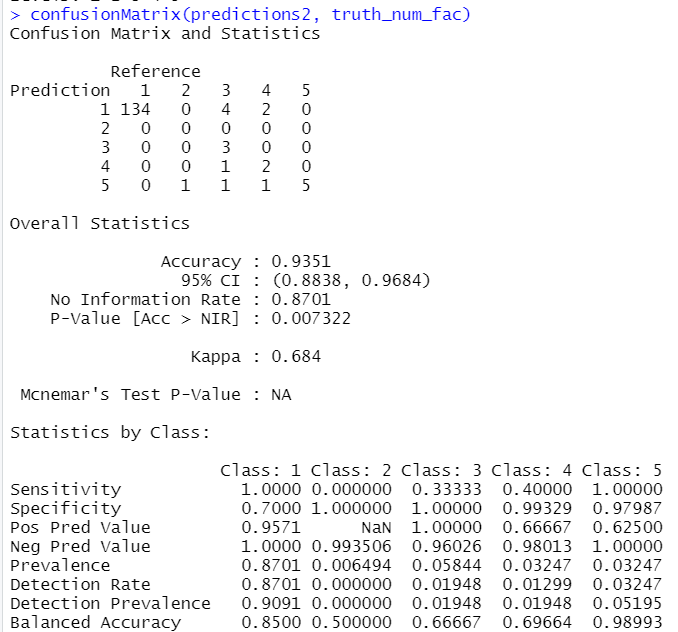 > confusionMatrix(predictions2, truth_num_fac)
Confusion Matrix and Statistics
Reference
Prediction 1 2 3 4 5
1 134 0 4 2 0
2 0 0 0 0 0
3 0 0 3 0 0
4 0 0 1 2 0
5 0 1 1 1 5
Overall Statistics
Accuracy : 0.9351
95% CI : (0.8838, 0.9684)
No Information Rate : 0.8701
P-Value [Acc > NIR] : 0.007322
Kappa : 0.684
Mcnemar's Test P-Value : NA
Statistics by Class:
Class: 1 Class: 2 Class: 3 Class: 4 Class: 5
Sensitivity 1.0000 0.000000 0.33333 0.40000 1.00000
Specificity 0.7000 1.000000 1.00000 0.99329 0.97987
Pos Pred Value 0.9571 NaN 1.00000 0.66667 0.62500
Neg Pred Value 1.0000 0.993506 0.96026 0.98013 1.00000
Prevalence 0.8701 0.006494 0.05844 0.03247 0.03247
Detection Rate 0.8701 0.000000 0.01948 0.01299 0.03247
Detection Prevalence 0.9091 0.000000 0.01948 0.01948 0.05195
Balanced Accuracy 0.8500 0.500000 0.66667 0.69664 0.98993